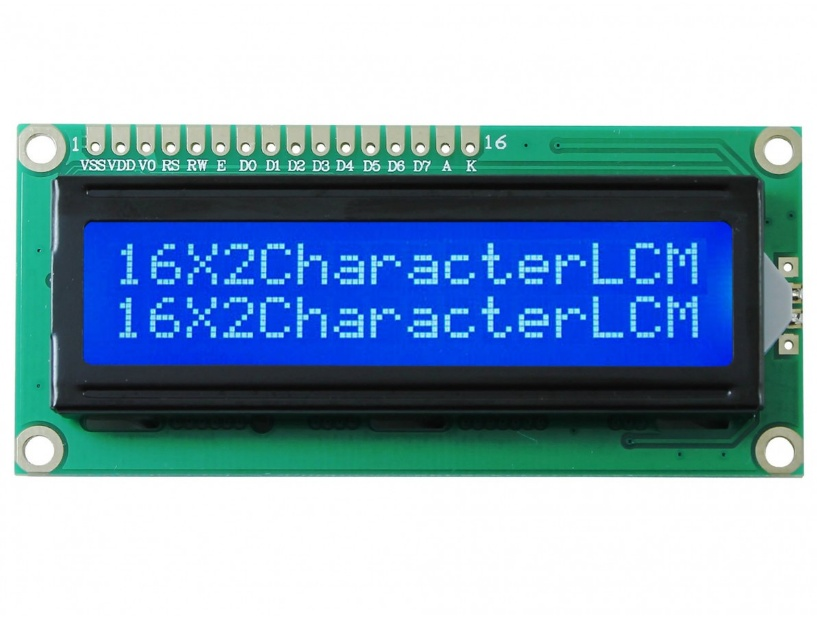 1 16
VSS VDD V0 RS RW E D0 D1 D2 D3 D4 D5 D6 D7 A K
16X2CharacterLCM
16X2CharacterLCM